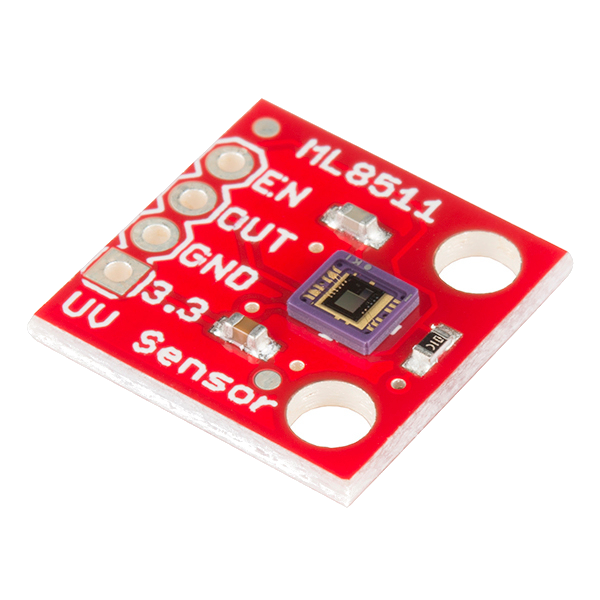 ML8511
EN
OUT
GND
3.3
UV Sensor